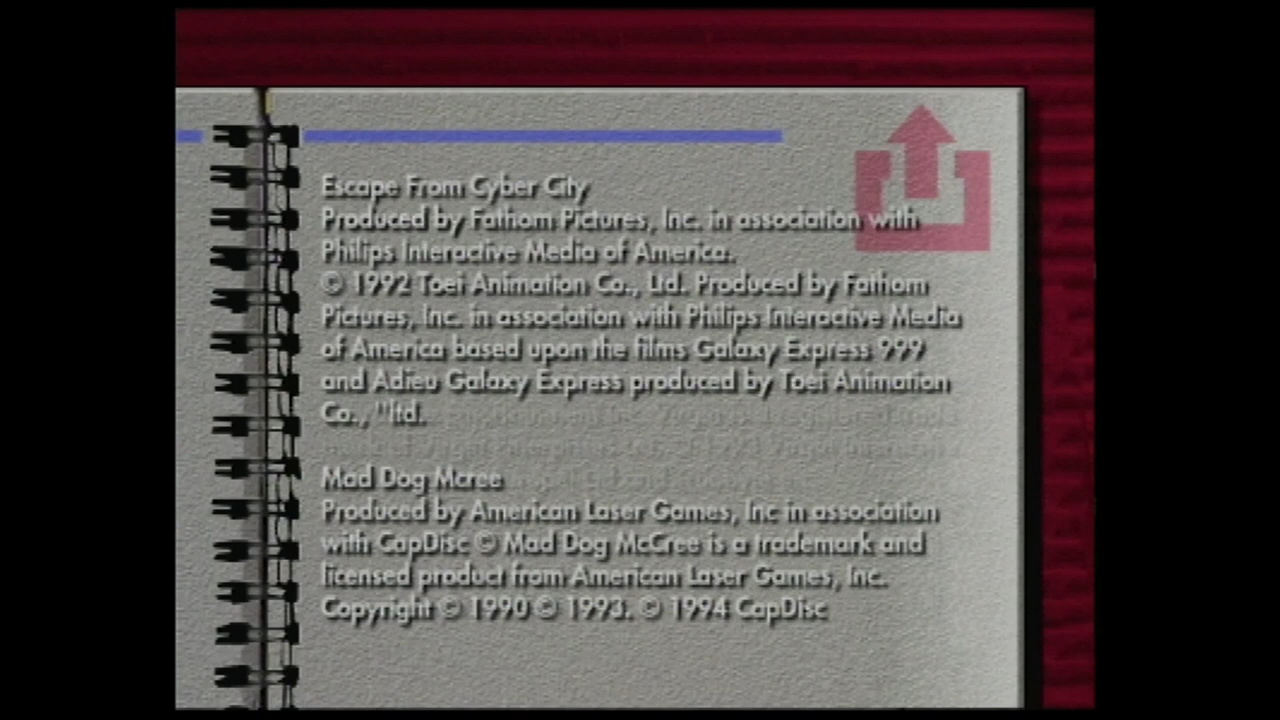 Escape From Cyber City
Produced by Fathom Pictures, Inc. in association with
Philips Interactive Media of America.
© 1992 Toei Animation Co., Ltd. Produced by Fathom
Pictures, Inc. in association with Philips Interactive Media
of America based upon the films Galaxy Express 999
and Adieu Galaxy Express produced by Toei Animation
Co., "ltd.
Mad Dog Mcree
Produced by American Laser Games, Inc in association
with CapDisc © Mad Dog McCree is a trademark and
licensed product from American Laser Games, Inc.
Copyright © 1990 © 1993. © 1994 CapDisc